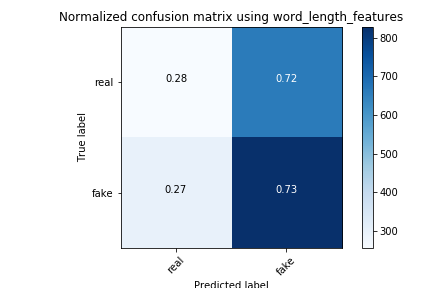 Normalized confusion matrix using word_length_features
real
0.28
0.72
fake
0.27
0.73
True label
real
fake
Predicted label
800
700
600
500
400
300